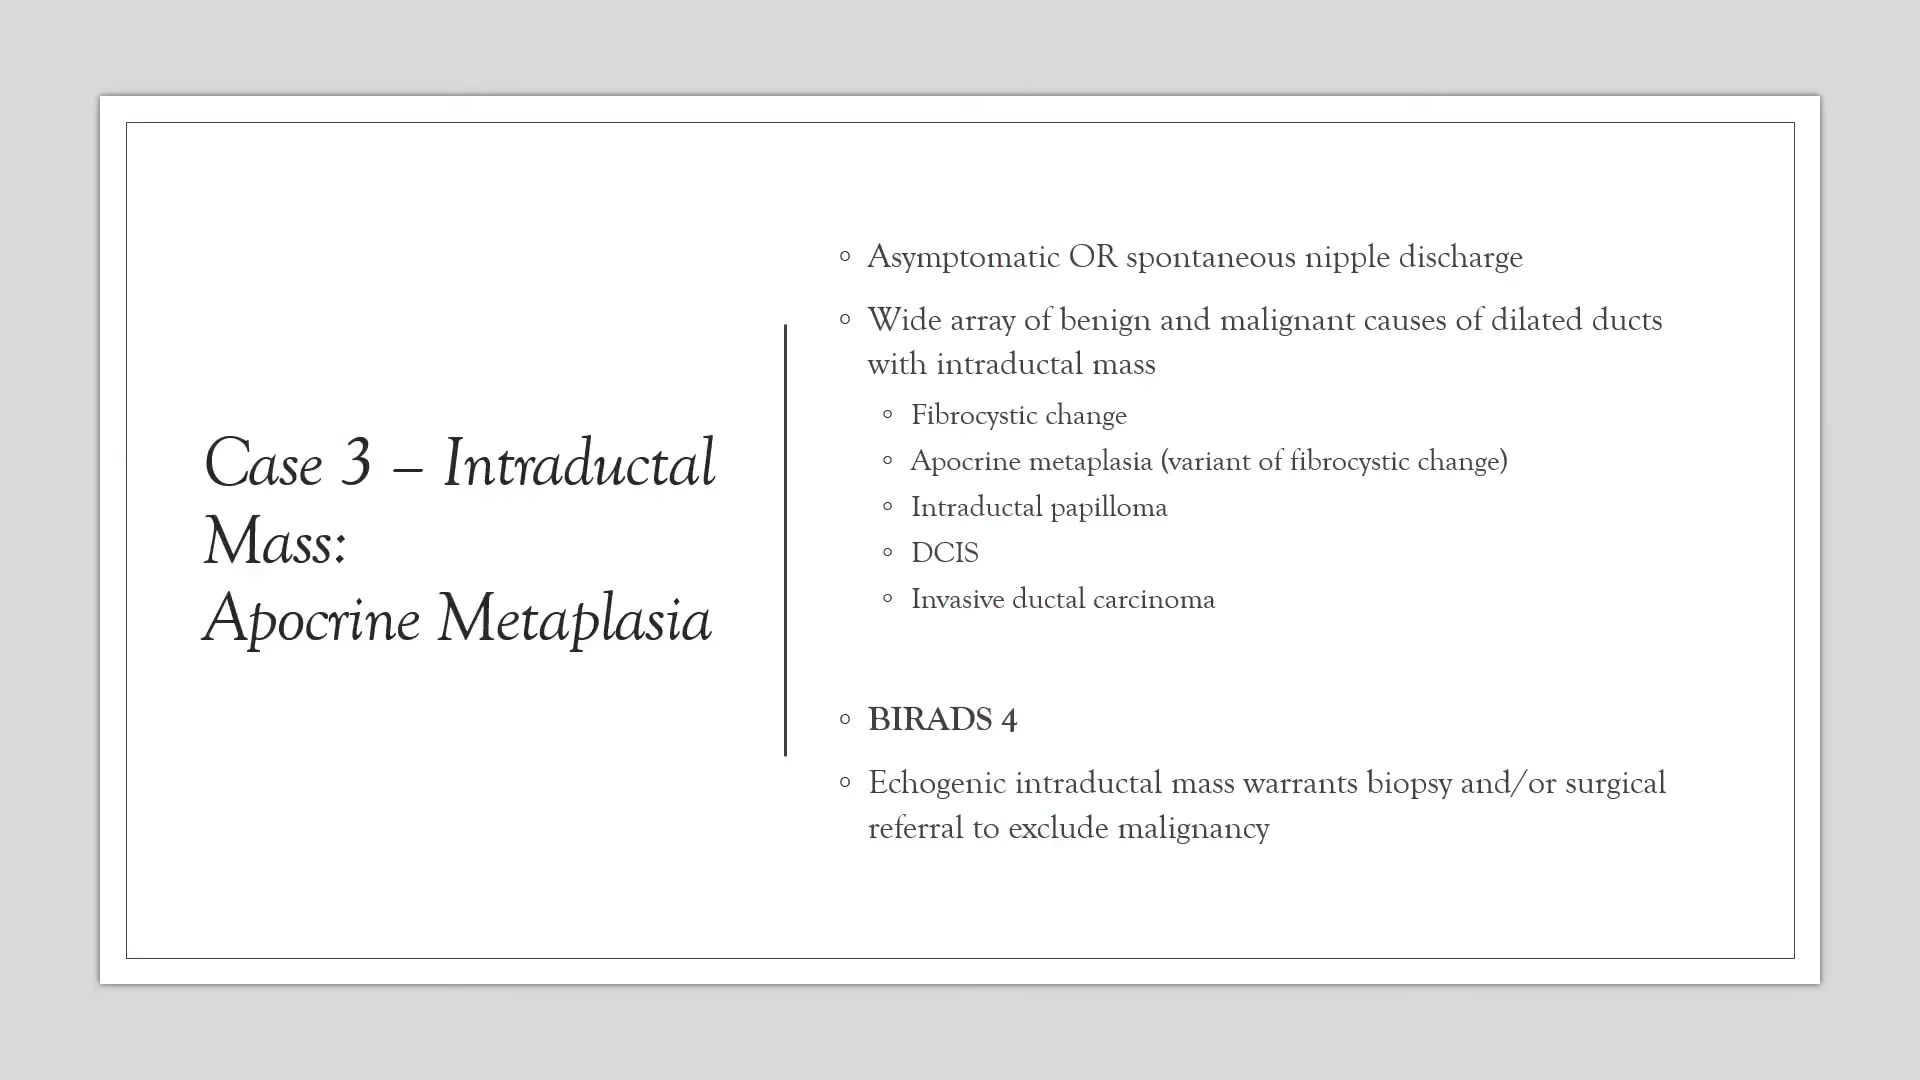 Case 3 – Intraductal
Mass:
Apocrine Metaplasia
◦ Asymptomatic OR spontaneous nipple discharge
◦ Wide array of benign and malignant causes of dilated ducts
with intraductal mass
◦ Fibrocystic change
◦ Apocrine metaplasia (variant of fibrocystic change)
◦ Intraductal papilloma
◦ DCIS
◦ Invasive ductal carcinoma
◦ BIRADS 4
◦ Echogenic intraductal mass warrants biopsy and/or surgical
referral to exclude malignancy